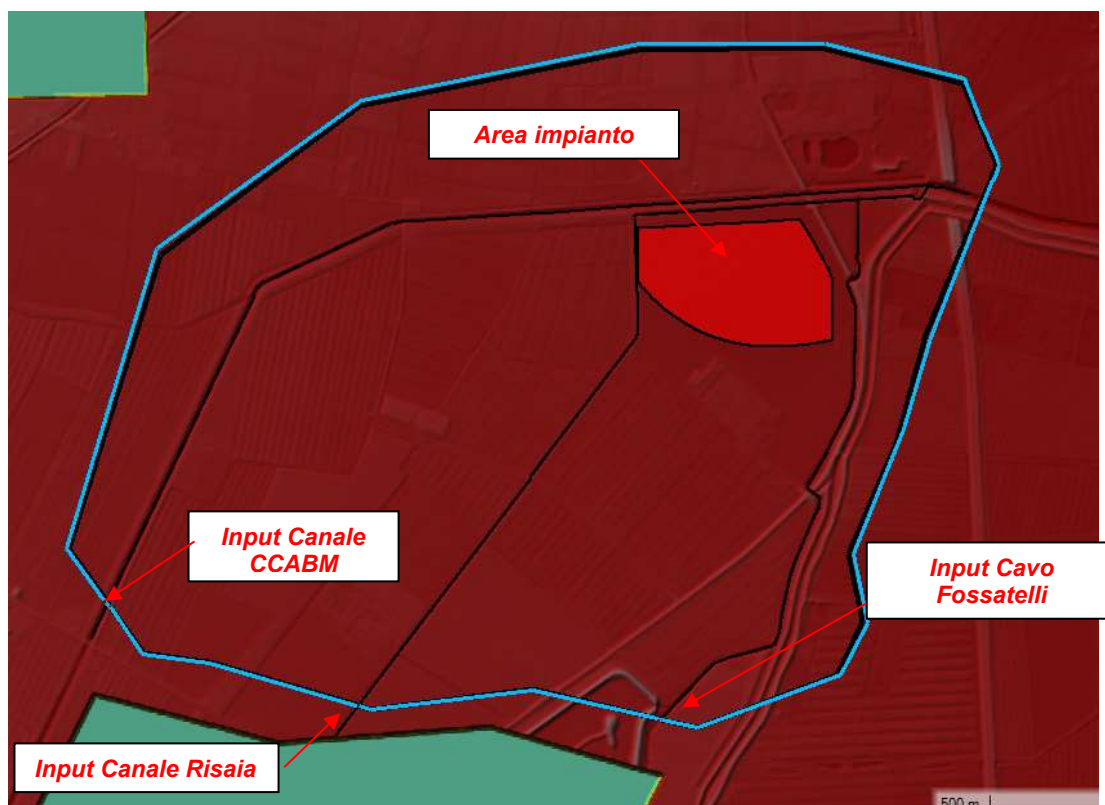 Area impianto
Input Canale
CCABM
Input Cavo
Fossatelli
Input Canale Risaia
500 m